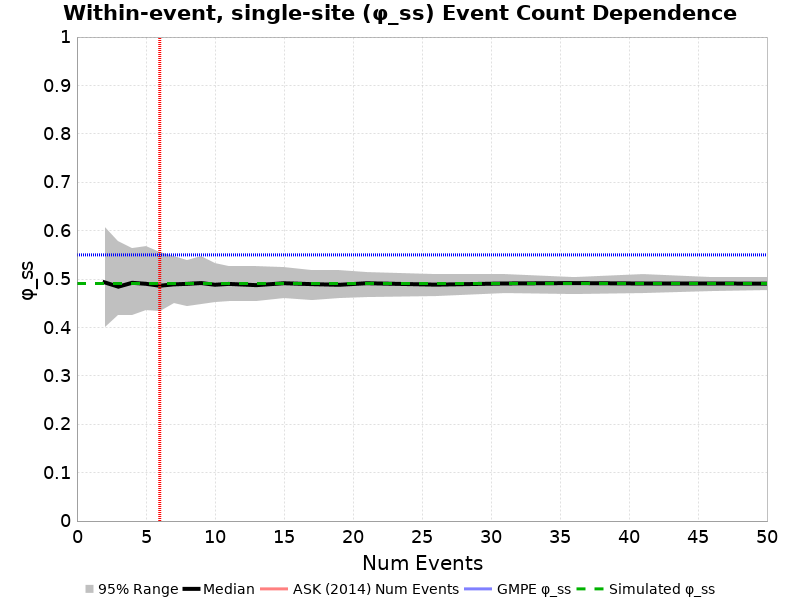 Within-event, single-site (φ_ss) Event Count Dependence
1
0.9
0.8
0.7
0.6
0.5
0.4
0.3
0.2
0.1
0
φ_ss
0 5 10 15 20 25 30 35 40 45 50
Num Events
95% Range Median ASK (2014) Num Events GMPE φ_ss Simulated φ_ss